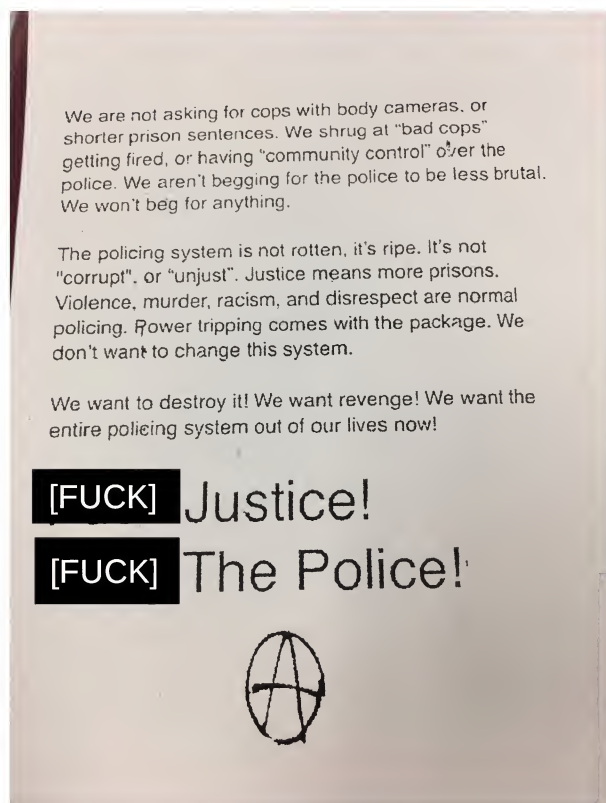 We are not asking for cops with body cameras, or
shorter prison sentences. We shrug at "bad cops"
getting fired, or having "community control" over the
police. We aren't begging for the police to be less brutal.
We won't beg for anything.
The policing system is not rotten, it's ripe. It's not
"corrupt", or "unjust". Justice means more prisons.
Violence, murder, racism, and disrespect are normal
policing. Power tripping comes with the package. We
don't want to change this system.
We want to destroy it! We want revenge! We want the
entire policing system out of our lives now!
[FUCK] Justice!
[FUCK] The Police!
A